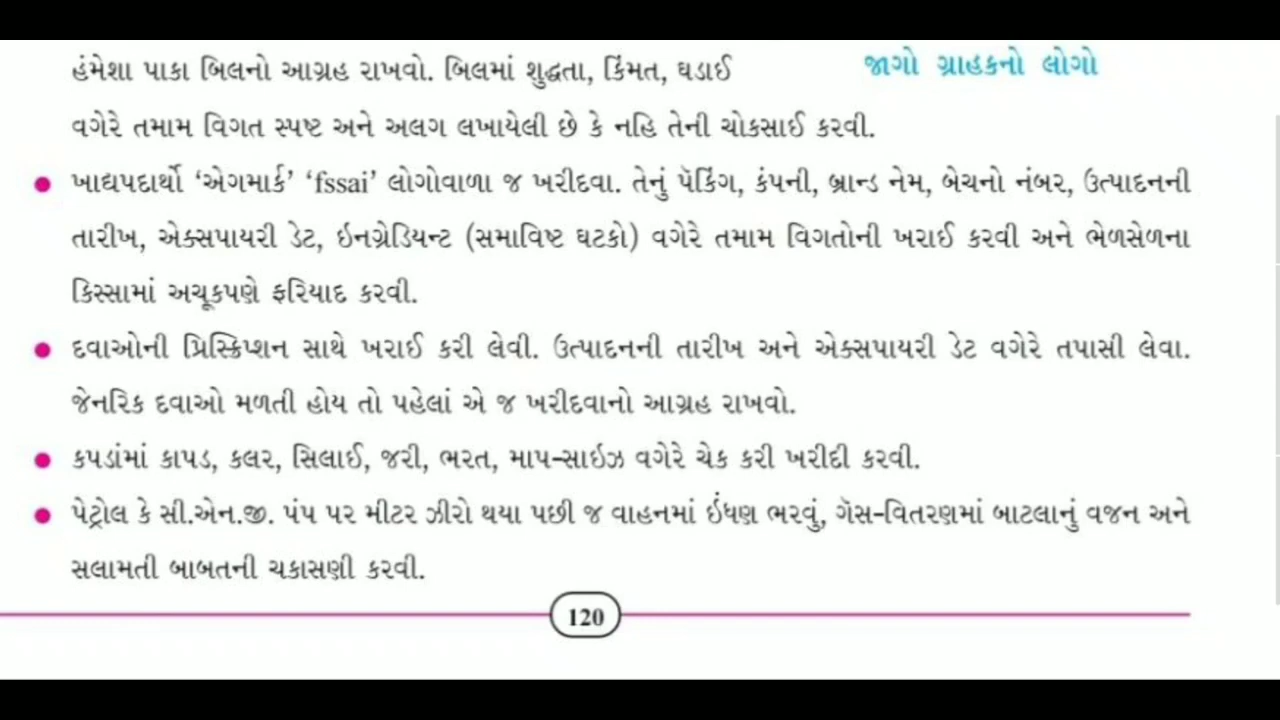 હંમેશા પાકા બિલનો આગ્રહ રાખવો. બિલમાં શુદ્ધતા, કિંમત, ઘડાઈ
જાગો ગ્રાહકનો લોગો
વગેરે તમામ વિગત સ્પષ્ટ અને અલગ લખાયેલી છે કે નહિ તેની ચોકસાઈ કરવી.
● ખાદ્યપદાર્થો ‘એગમાર્ક’ ‘fssai’ લોગોવાળા જ ખરીદવા. તેનું પૅકિંગ, કંપની, બ્રાન્ડ નેમ, બેચનો નંબર, ઉત્પાદનની
તારીખ, એક્સપાયરી ડેટ, ઇનગ્રેડિયન્ટ (સમાવિષ્ટ ઘટકો) વગેરે તમામ વિગતોની ખરાઈ કરવી અને ભેળસેળના
કિસ્સામાં અચૂકપણે ફરિયાદ કરવી.
● દવાઓની પ્રિસ્ક્રિપ્શન સાથે ખરાઈ કરી લેવી. ઉત્પાદનની તારીખ અને એક્સપાયરી ડેટ વગેરે તપાસી લેવા.
જેનરિક દવાઓ મળતી હોય તો પહેલાં એ જ ખરીદવાનો આગ્રહ રાખવો.
● કપડાંમાં કાપડ, કલર, સિલાઈ, જરી, ભરત, માપ-સાઇઝ વગેરે ચેક કરી ખરીદી કરવી.
● પેટ્રોલ કે સી.એન.જી. પંપ પર મીટર ઝીરો થયા પછી જ વાહનમાં ઇંધણ ભરવું, ગૅસ-વિતરણમાં બાટલાનું વજન અને
સલામતી બાબતની ચકાસણી કરવી.
120